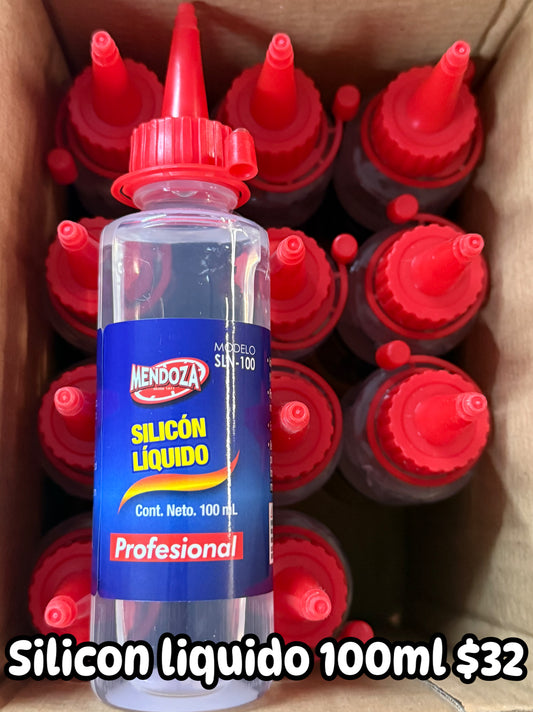 MODELO
SLN-100
MENDOZA
SILICÓN
LÍQUIDO
Cont. Neto. 100 mL
Profesional
Silicon liquido 100ml $32